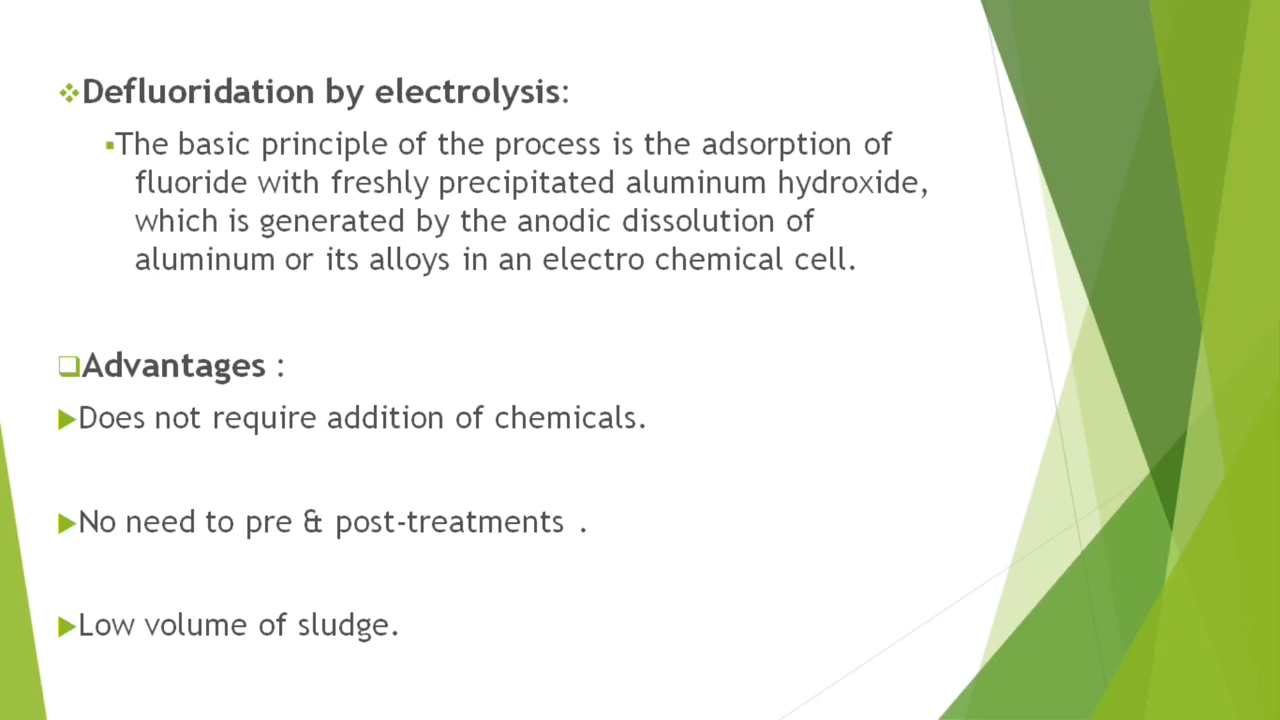 Defluoridation by electrolysis:
The basic principle of the process is the adsorption of
fluoride with freshly precipitated aluminum hydroxide,
which is generated by the anodic dissolution of
aluminum or its alloys in an electro chemical cell.
Advantages :
Does not require addition of chemicals.
No need to pre & post-treatments .
Low volume of sludge.